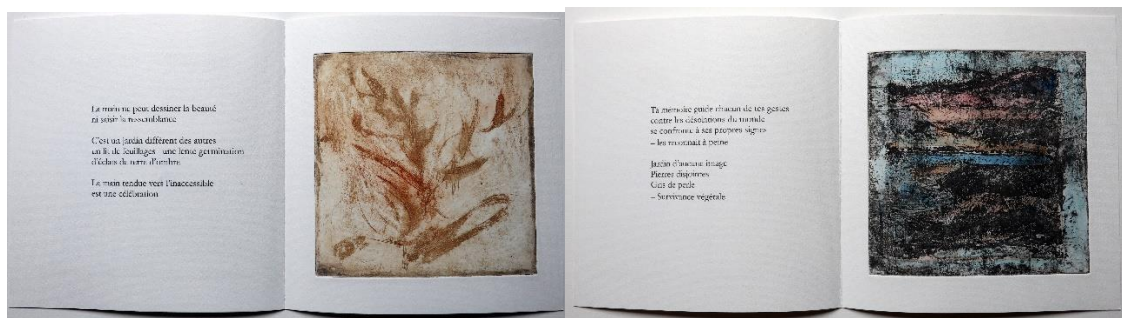 La main ne peut dessiner la beauté
ni saisir la ressemblance
C'est un jardin différent des autres
un lit de feuillages - une lente germination
d'éclats de terre d'ombre
La main tendue vers l'inaccessible
est une célébration
Ta mémoire guide chacun de tes gestes
contre les désolations du monde
se confronte à ses propres signes
– les reconnaît à peine
Jardin d'aucune image
Pierres disjointes
Gris de perle
– Survivance végétale